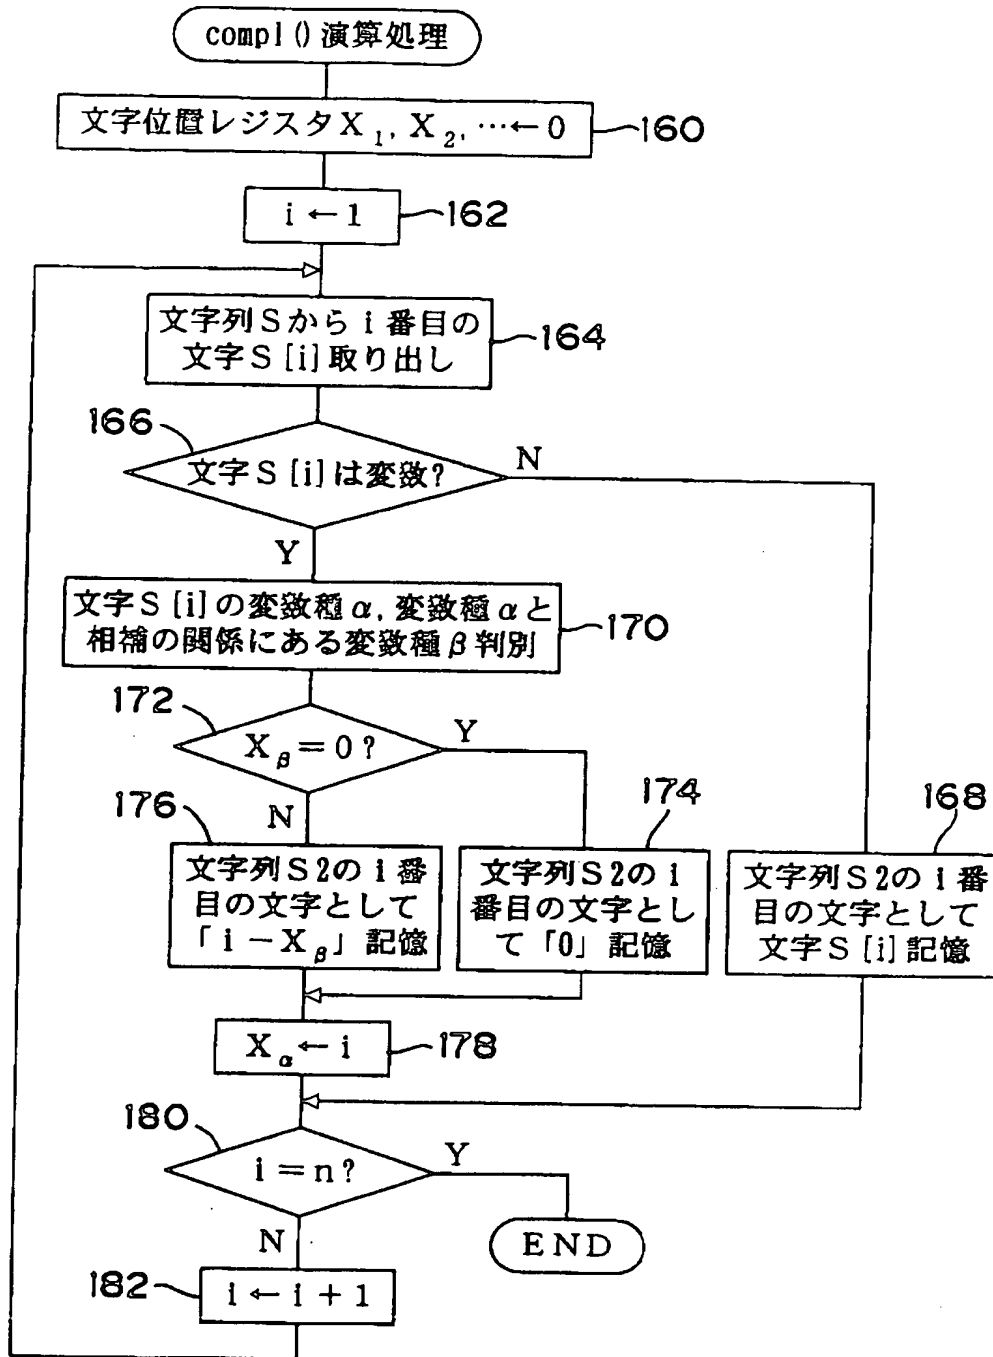 compl()演算処理
文字位置レジスタX₁, X₂, …←0
160
i←1
162
文字列Sからi番目の
文字S[i]取り出し
164
166
文字S[i]は変数?
N
Y
文字S[i]の変数種α,変数種αと
相補の関係にある変数種β判別
170
172
Xβ=0?
Y
N
176
文字列S2のi番
目の文字として
「i-Xβ」記憶
174
文字列S2のi
番目の文字とし
て「0」記憶
168
文字列S2のi番
目の文字として
文字S[i]記憶
Xα←i
178
180
i=n?
Y
N
END
182
i←i+1